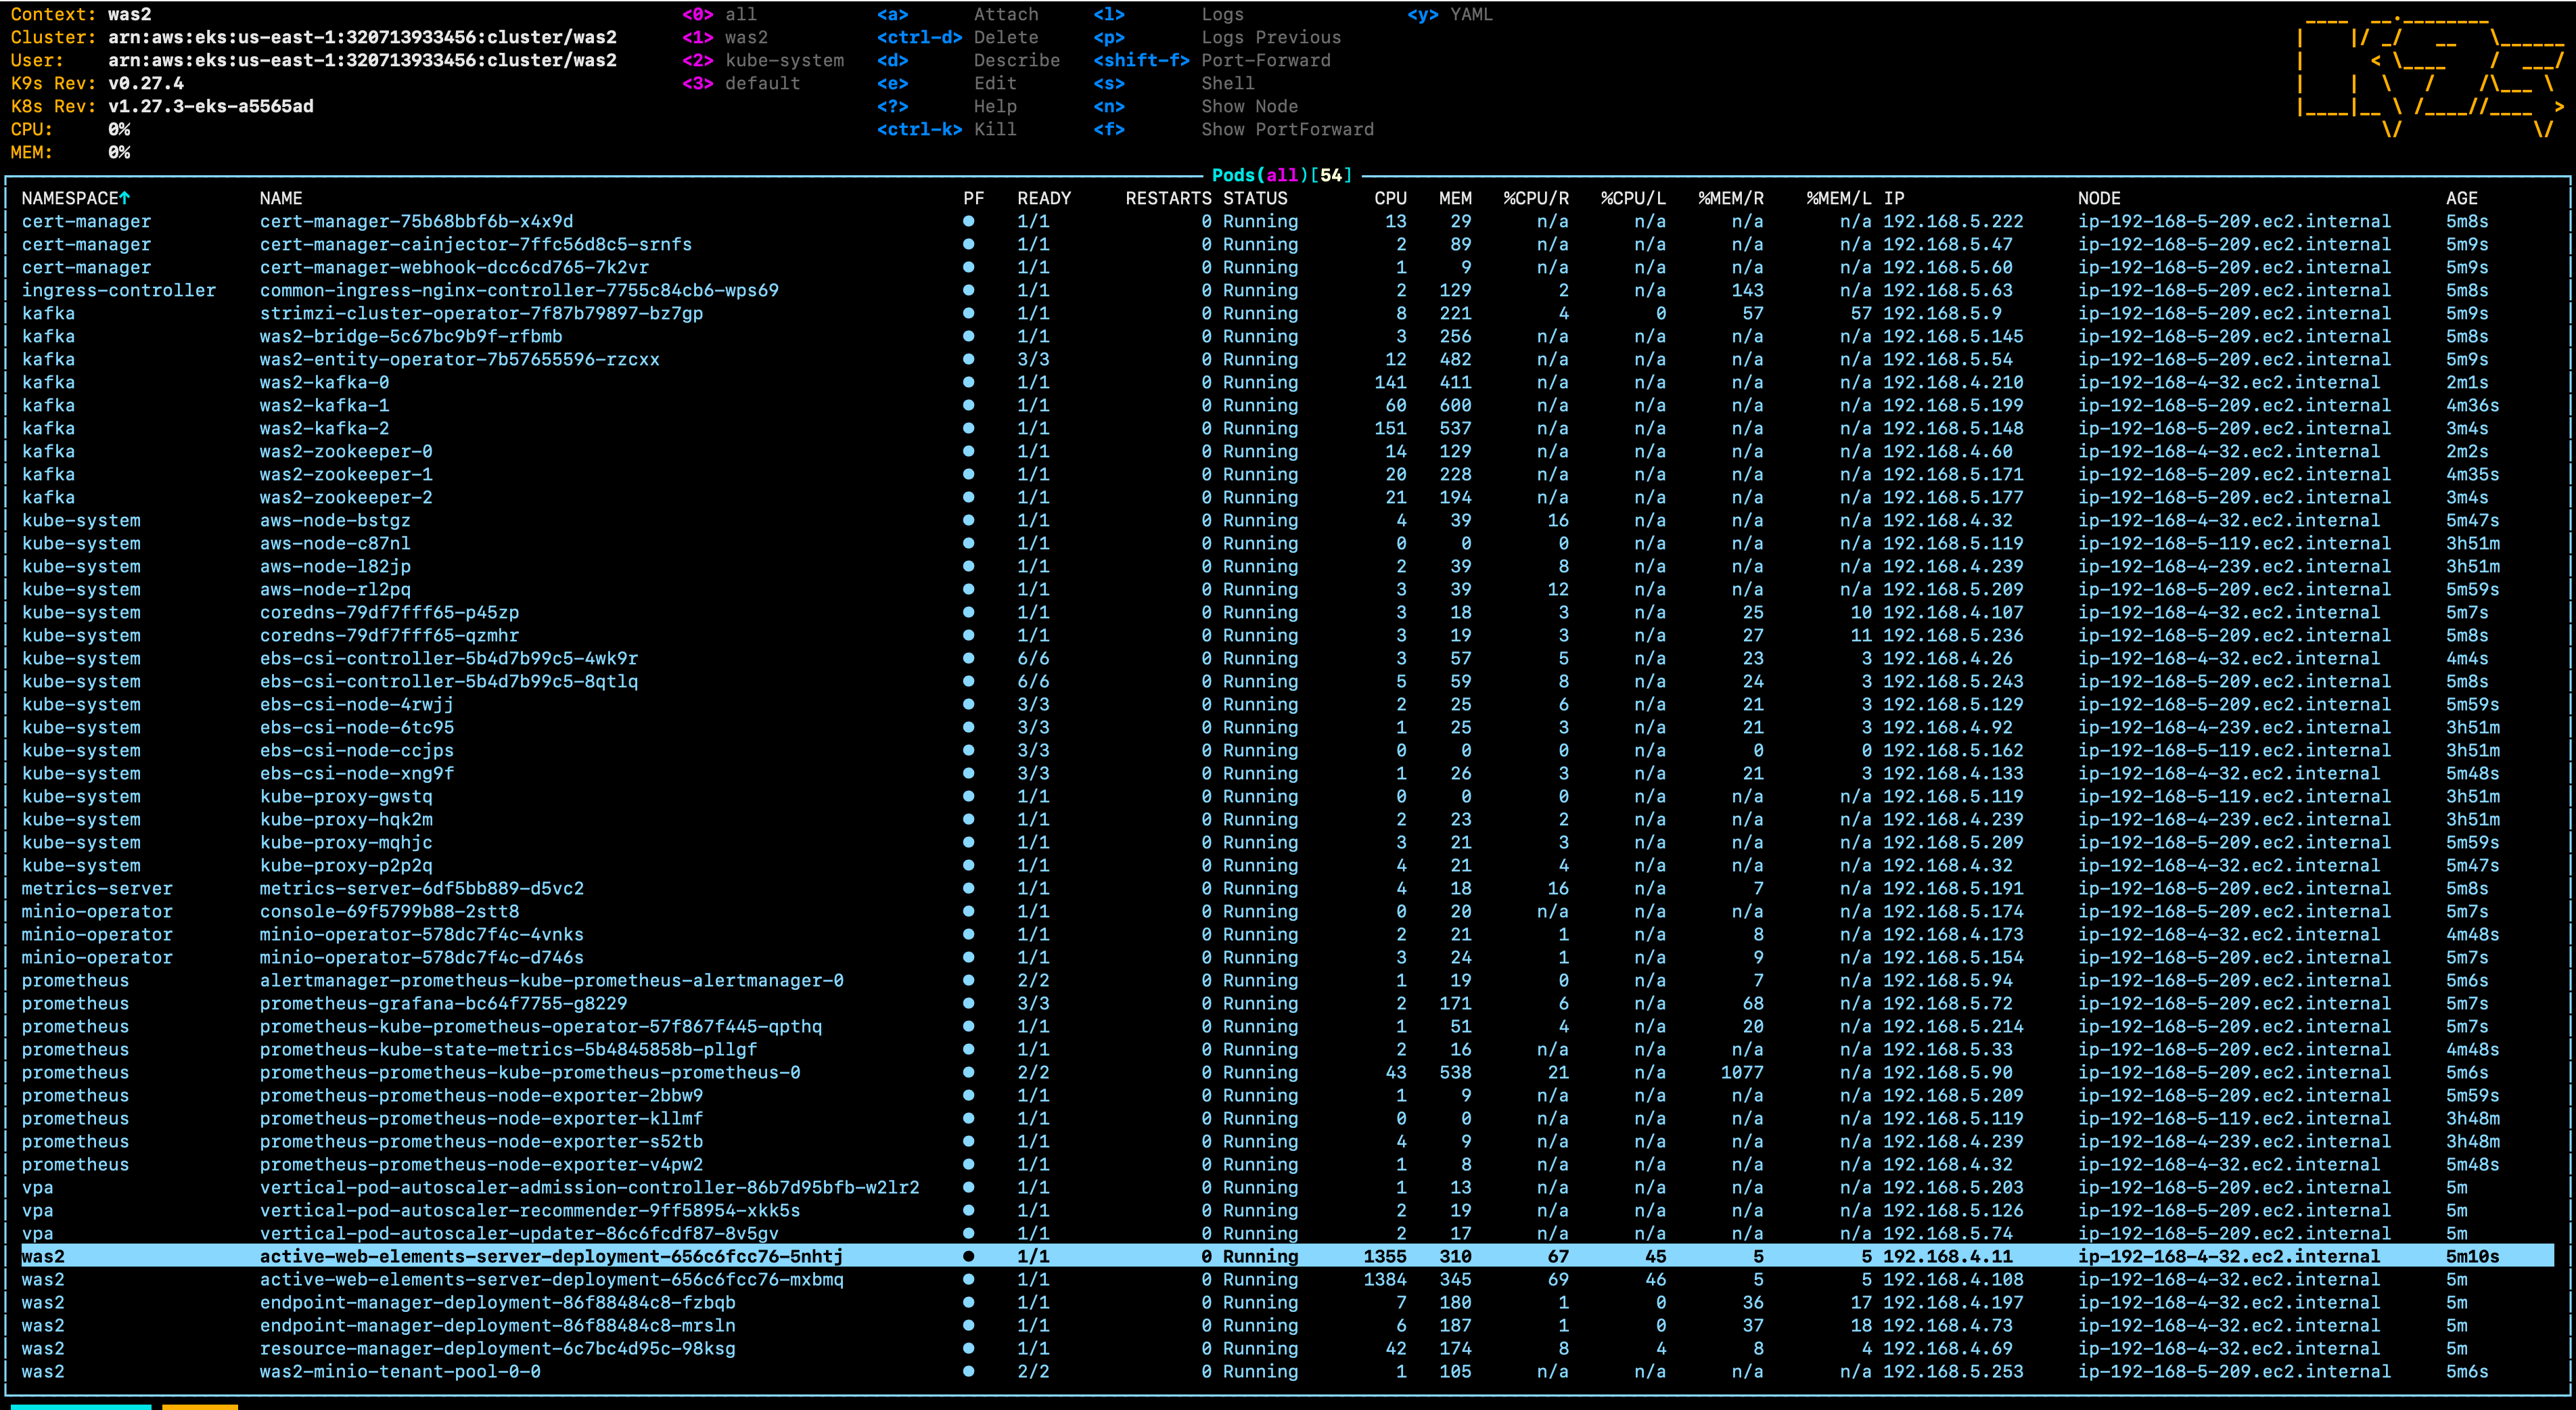 Context: was2 <0> all <a> Attach <l> Logs <y> YAML
Cluster: arn:aws:eks:us-east-1:320713933456:cluster/was2 <1> was2 <ctrl-d> Delete <p> Logs Previous
User: arn:aws:eks:us-east-1:320713933456:cluster/was2 <2> kube-system <d> Describe <shift-f> Port-Forward
K9s Rev: v0.27.4 <3> default <e> Edit <s> Shell
K8s Rev: v1.27.3-eks-a5565ad <?> Help <n> Show Node
CPU: 0% <ctrl-k> Kill <f> Show PortForward
MEM: 0%
Pods(all)[54]
NAMESPACE↑ NAME PF READY RESTARTS STATUS CPU MEM %CPU/R %CPU/L %MEM/R %MEM/L IP NODE AGE
cert-manager cert-manager-75b68bbf6b-x4x9d ● 1/1 0 Running 13 29 n/a n/a n/a n/a 192.168.5.222 ip-192-168-5-209.ec2.internal 5m8s
cert-manager cert-manager-cainjector-7ffc56d8c5-srnfs ● 1/1 0 Running 2 89 n/a n/a n/a n/a 192.168.5.47 ip-192-168-5-209.ec2.internal 5m9s
cert-manager cert-manager-webhook-dcc6cd765-7k2vr ● 1/1 0 Running 1 9 n/a n/a n/a n/a 192.168.5.60 ip-192-168-5-209.ec2.internal 5m9s
ingress-controller common-ingress-nginx-controller-7755c84cb6-wps69 ● 1/1 0 Running 2 129 2 n/a 143 n/a 192.168.5.63 ip-192-168-5-209.ec2.internal 5m8s
kafka strimzi-cluster-operator-7f87b79897-bz7gp ● 1/1 0 Running 8 221 4 0 57 57 192.168.5.9 ip-192-168-5-209.ec2.internal 5m9s
kafka was2-bridge-5c67bc9b9f-rfbmb ● 1/1 0 Running 3 256 n/a n/a n/a n/a 192.168.5.145 ip-192-168-5-209.ec2.internal 5m8s
kafka was2-entity-operator-7b57655596-rzcxx ● 3/3 0 Running 12 482 n/a n/a n/a n/a 192.168.5.54 ip-192-168-5-209.ec2.internal 5m9s
kafka was2-kafka-0 ● 1/1 0 Running 141 411 n/a n/a n/a n/a 192.168.4.210 ip-192-168-4-32.ec2.internal 2m1s
kafka was2-kafka-1 ● 1/1 0 Running 60 600 n/a n/a n/a n/a 192.168.5.199 ip-192-168-5-209.ec2.internal 4m36s
kafka was2-kafka-2 ● 1/1 0 Running 151 537 n/a n/a n/a n/a 192.168.5.148 ip-192-168-5-209.ec2.internal 3m4s
kafka was2-zookeeper-0 ● 1/1 0 Running 14 129 n/a n/a n/a n/a 192.168.4.60 ip-192-168-4-32.ec2.internal 2m2s
kafka was2-zookeeper-1 ● 1/1 0 Running 20 228 n/a n/a n/a n/a 192.168.5.171 ip-192-168-5-209.ec2.internal 4m35s
kafka was2-zookeeper-2 ● 1/1 0 Running 21 194 n/a n/a n/a n/a 192.168.5.177 ip-192-168-5-209.ec2.internal 3m4s
kube-system aws-node-bstgz ● 1/1 0 Running 4 39 16 n/a n/a n/a 192.168.4.32 ip-192-168-4-32.ec2.internal 5m47s
kube-system aws-node-c87nl ● 1/1 0 Running 0 0 0 n/a n/a n/a 192.168.5.119 ip-192-168-5-119.ec2.internal 3h51m
kube-system aws-node-l82jp ● 1/1 0 Running 2 39 8 n/a n/a n/a 192.168.4.239 ip-192-168-4-239.ec2.internal 3h51m
kube-system aws-node-rl2pq ● 1/1 0 Running 3 39 12 n/a n/a n/a 192.168.5.209 ip-192-168-5-209.ec2.internal 5m59s
kube-system coredns-79df7fff65-p45zp ● 1/1 0 Running 3 18 3 n/a 25 10 192.168.4.107 ip-192-168-4-32.ec2.internal 5m7s
kube-system coredns-79df7fff65-qzmhr ● 1/1 0 Running 3 19 3 n/a 27 11 192.168.5.236 ip-192-168-5-209.ec2.internal 5m8s
kube-system ebs-csi-controller-5b4d7b99c5-4wk9r ● 6/6 0 Running 3 57 5 n/a 23 3 192.168.4.26 ip-192-168-4-32.ec2.internal 4m4s
kube-system ebs-csi-controller-5b4d7b99c5-8qtlq ● 6/6 0 Running 5 59 8 n/a 24 3 192.168.5.243 ip-192-168-5-209.ec2.internal 5m8s
kube-system ebs-csi-node-4rwjj ● 3/3 0 Running 2 25 6 n/a 21 3 192.168.5.129 ip-192-168-5-209.ec2.internal 5m59s
kube-system ebs-csi-node-6tc95 ● 3/3 0 Running 1 25 3 n/a 21 3 192.168.4.92 ip-192-168-4-239.ec2.internal 3h51m
kube-system ebs-csi-node-ccjps ● 3/3 0 Running 0 0 0 n/a 0 0 192.168.5.162 ip-192-168-5-119.ec2.internal 3h51m
kube-system ebs-csi-node-xng9f ● 3/3 0 Running 1 26 3 n/a 21 3 192.168.4.133 ip-192-168-4-32.ec2.internal 5m48s
kube-system kube-proxy-gwstq ● 1/1 0 Running 0 0 0 n/a n/a n/a 192.168.5.119 ip-192-168-5-119.ec2.internal 3h51m
kube-system kube-proxy-hqk2m ● 1/1 0 Running 2 23 2 n/a n/a n/a 192.168.4.239 ip-192-168-4-239.ec2.internal 3h51m
kube-system kube-proxy-mqhjc ● 1/1 0 Running 3 21 3 n/a n/a n/a 192.168.5.209 ip-192-168-5-209.ec2.internal 5m59s
kube-system kube-proxy-p2p2q ● 1/1 0 Running 4 21 4 n/a n/a n/a 192.168.4.32 ip-192-168-4-32.ec2.internal 5m47s
metrics-server metrics-server-6df5bb889-d5vc2 ● 1/1 0 Running 4 18 16 n/a 7 n/a 192.168.5.191 ip-192-168-5-209.ec2.internal 5m8s
minio-operator console-69f5799b88-2stt8 ● 1/1 0 Running 0 20 n/a n/a n/a n/a 192.168.5.174 ip-192-168-5-209.ec2.internal 5m7s
minio-operator minio-operator-578dc7f4c-4vnks ● 1/1 0 Running 2 21 1 n/a 8 n/a 192.168.4.173 ip-192-168-4-32.ec2.internal 4m48s
minio-operator minio-operator-578dc7f4c-d746s ● 1/1 0 Running 3 24 1 n/a 9 n/a 192.168.5.154 ip-192-168-5-209.ec2.internal 5m7s
prometheus alertmanager-prometheus-kube-prometheus-alertmanager-0 ● 2/2 0 Running 1 19 0 n/a 7 n/a 192.168.5.94 ip-192-168-5-209.ec2.internal 5m6s
prometheus prometheus-grafana-bc64f7755-g8229 ● 3/3 0 Running 2 171 6 n/a 68 n/a 192.168.5.72 ip-192-168-5-209.ec2.internal 5m7s
prometheus prometheus-kube-prometheus-operator-57f867f445-qpthq ● 1/1 0 Running 1 51 4 n/a 20 n/a 192.168.5.214 ip-192-168-5-209.ec2.internal 5m7s
prometheus prometheus-kube-state-metrics-5b4845858b-pllgf ● 1/1 0 Running 2 16 n/a n/a n/a n/a 192.168.5.33 ip-192-168-5-209.ec2.internal 4m48s
prometheus prometheus-prometheus-kube-prometheus-prometheus-0 ● 2/2 0 Running 43 538 21 n/a 1077 n/a 192.168.5.90 ip-192-168-5-209.ec2.internal 5m6s
prometheus prometheus-prometheus-node-exporter-2bbw9 ● 1/1 0 Running 1 9 n/a n/a n/a n/a 192.168.5.209 ip-192-168-5-209.ec2.internal 5m59s
prometheus prometheus-prometheus-node-exporter-kllmf ● 1/1 0 Running 0 0 n/a n/a n/a n/a 192.168.5.119 ip-192-168-5-119.ec2.internal 3h48m
prometheus prometheus-prometheus-node-exporter-s52tb ● 1/1 0 Running 4 9 n/a n/a n/a n/a 192.168.4.239 ip-192-168-4-239.ec2.internal 3h48m
prometheus prometheus-prometheus-node-exporter-v4pw2 ● 1/1 0 Running 1 8 n/a n/a n/a n/a 192.168.4.32 ip-192-168-4-32.ec2.internal 5m48s
vpa vertical-pod-autoscaler-admission-controller-86b7d95bfb-w2lr2 ● 1/1 0 Running 1 13 n/a n/a n/a n/a 192.168.5.203 ip-192-168-5-209.ec2.internal 5m
vpa vertical-pod-autoscaler-recommender-9ff58954-xkk5s ● 1/1 0 Running 2 19 n/a n/a n/a n/a 192.168.5.126 ip-192-168-5-209.ec2.internal 5m
vpa vertical-pod-autoscaler-updater-86c6fcdf87-8v5gv ● 1/1 0 Running 2 17 n/a n/a n/a n/a 192.168.5.74 ip-192-168-5-209.ec2.internal 5m
was2 active-web-elements-server-deployment-656c6fcc76-5nhtj ● 1/1 0 Running 1355 310 67 45 5 5 192.168.4.11 ip-192-168-4-32.ec2.internal 5m10s
was2 active-web-elements-server-deployment-656c6fcc76-mxbmq ● 1/1 0 Running 1384 345 69 46 5 5 192.168.4.108 ip-192-168-4-32.ec2.internal 5m
was2 endpoint-manager-deployment-86f88484c8-fzbqb ● 1/1 0 Running 7 180 1 0 36 17 192.168.4.197 ip-192-168-4-32.ec2.internal 5m
was2 endpoint-manager-deployment-86f88484c8-mrsln ● 1/1 0 Running 6 187 1 0 37 18 192.168.4.73 ip-192-168-4-32.ec2.internal 5m
was2 resource-manager-deployment-6c7bc4d95c-98ksg ● 1/1 0 Running 42 174 8 4 8 4 192.168.4.69 ip-192-168-4-32.ec2.internal 5m
was2 was2-minio-tenant-pool-0-0 ● 2/2 0 Running 1 105 n/a n/a n/a n/a 192.168.5.253 ip-192-168-5-209.ec2.internal 5m6s